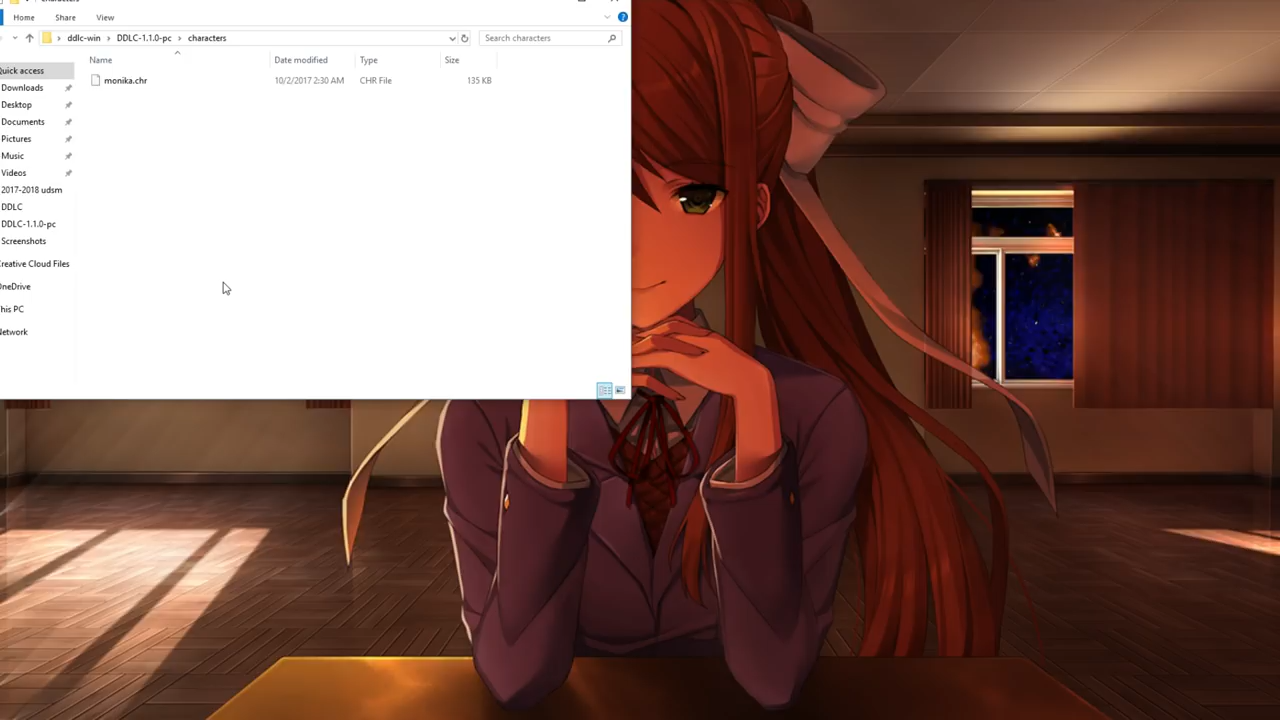 characters
Home Share View
ddlc-win DDLC-1.1.0-pc characters Search characters
Name Date modified Type Size
monika.chr 10/2/2017 2:30 AM CHR File 135 KB
Quick access
Downloads
Desktop
Documents
Pictures
Music
Videos
2017-2018 udsm
DDLC
DDLC-1.1.0-pc
Screenshots
Creative Cloud Files
OneDrive
This PC
Network